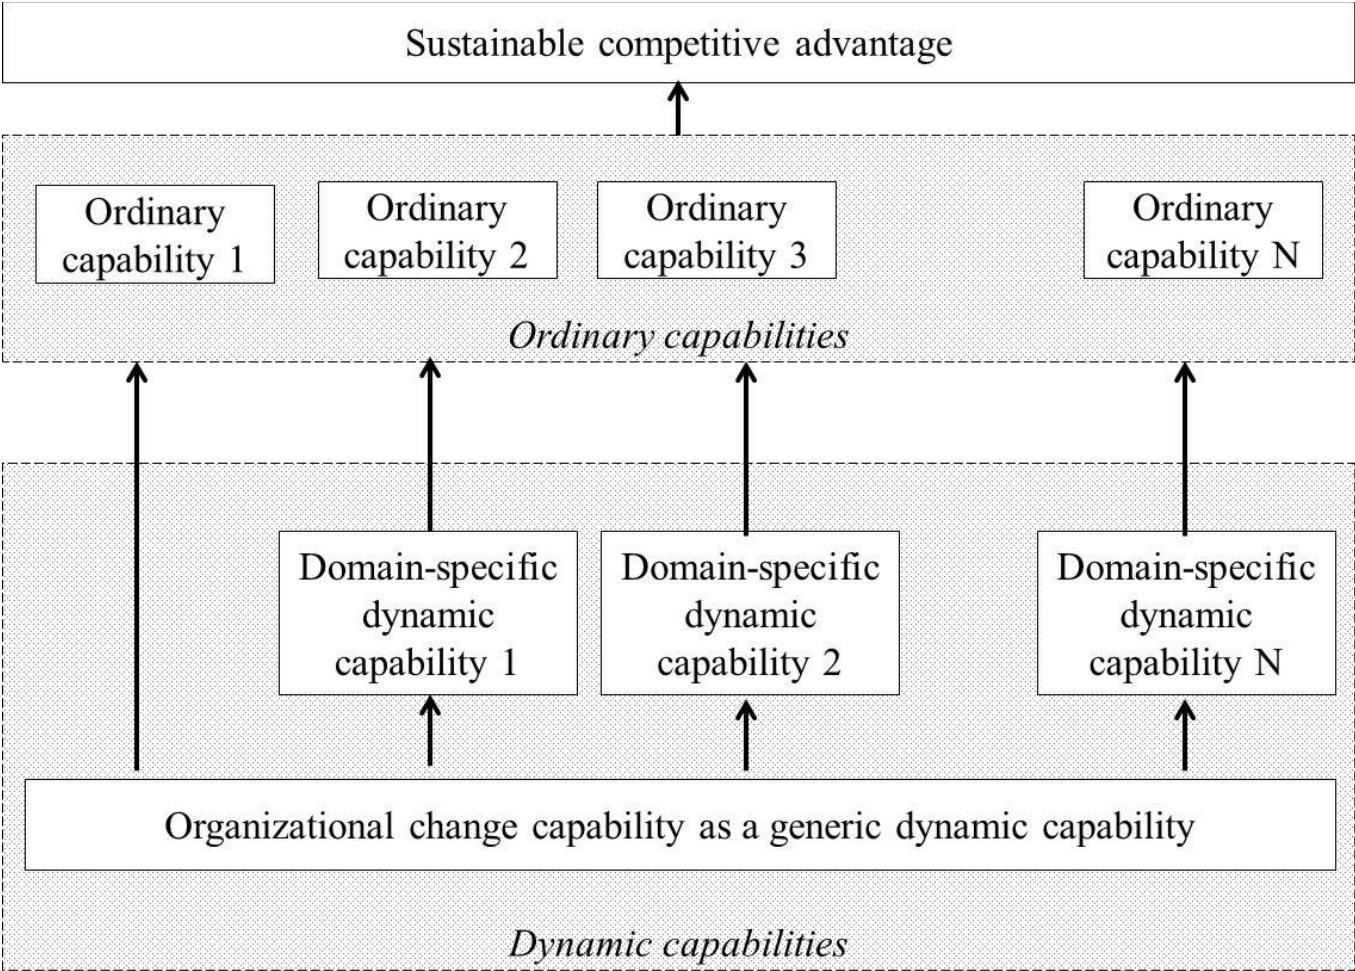 Sustainable competitive advantage
Ordinary
capability 1
Ordinary
capability 2
Ordinary
capability 3
Ordinary
capability N
Ordinary capabilities
Domain-specific
dynamic
capability 1
Domain-specific
dynamic
capability 2
Domain-specific
dynamic
capability N
Organizational change capability as a generic dynamic capability
Dynamic capabilities